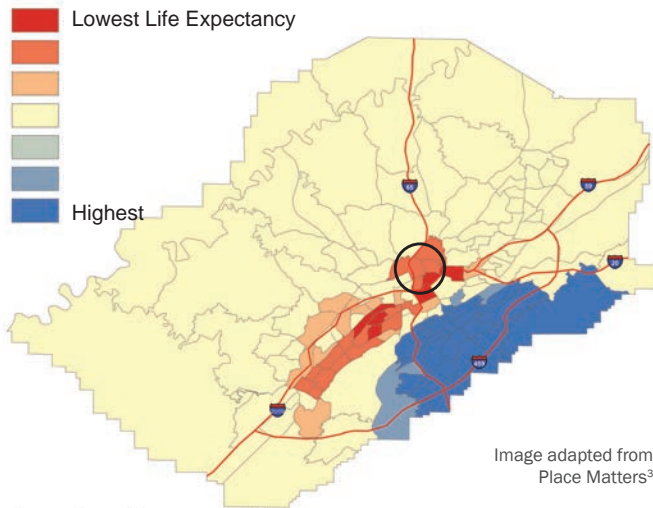 Lowest Life Expectancy
65
59
20
Highest
459
Image adapted from
Place Matters3